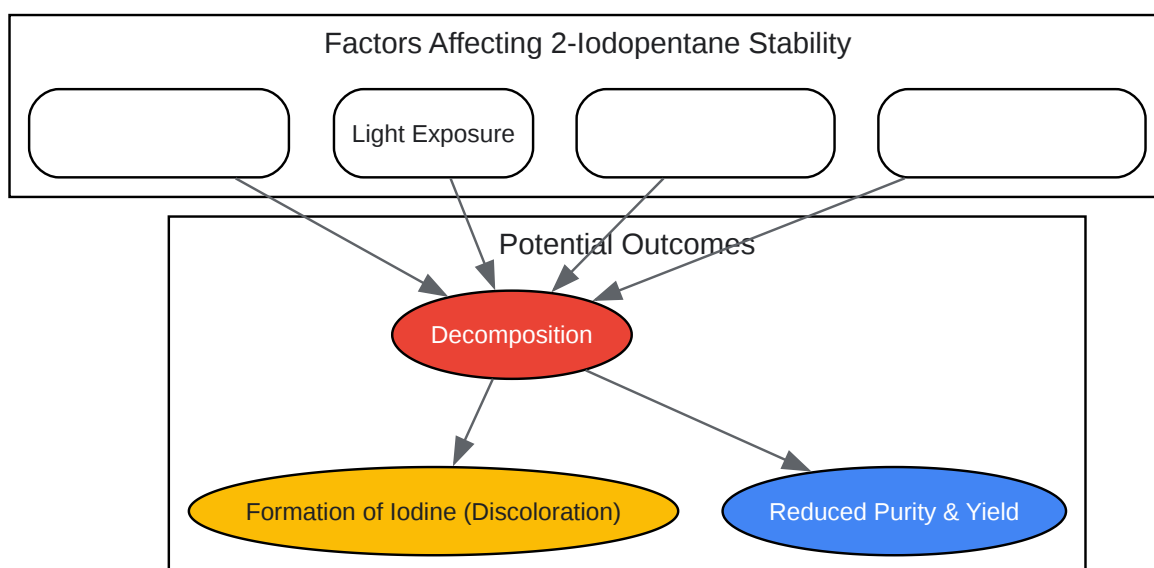 Factors Affecting 2-Iodopentane Stability
Light Exposure
Potential Outcomes
Decomposition
Formation of Iodine (Discoloration)
Reduced Purity & Yield